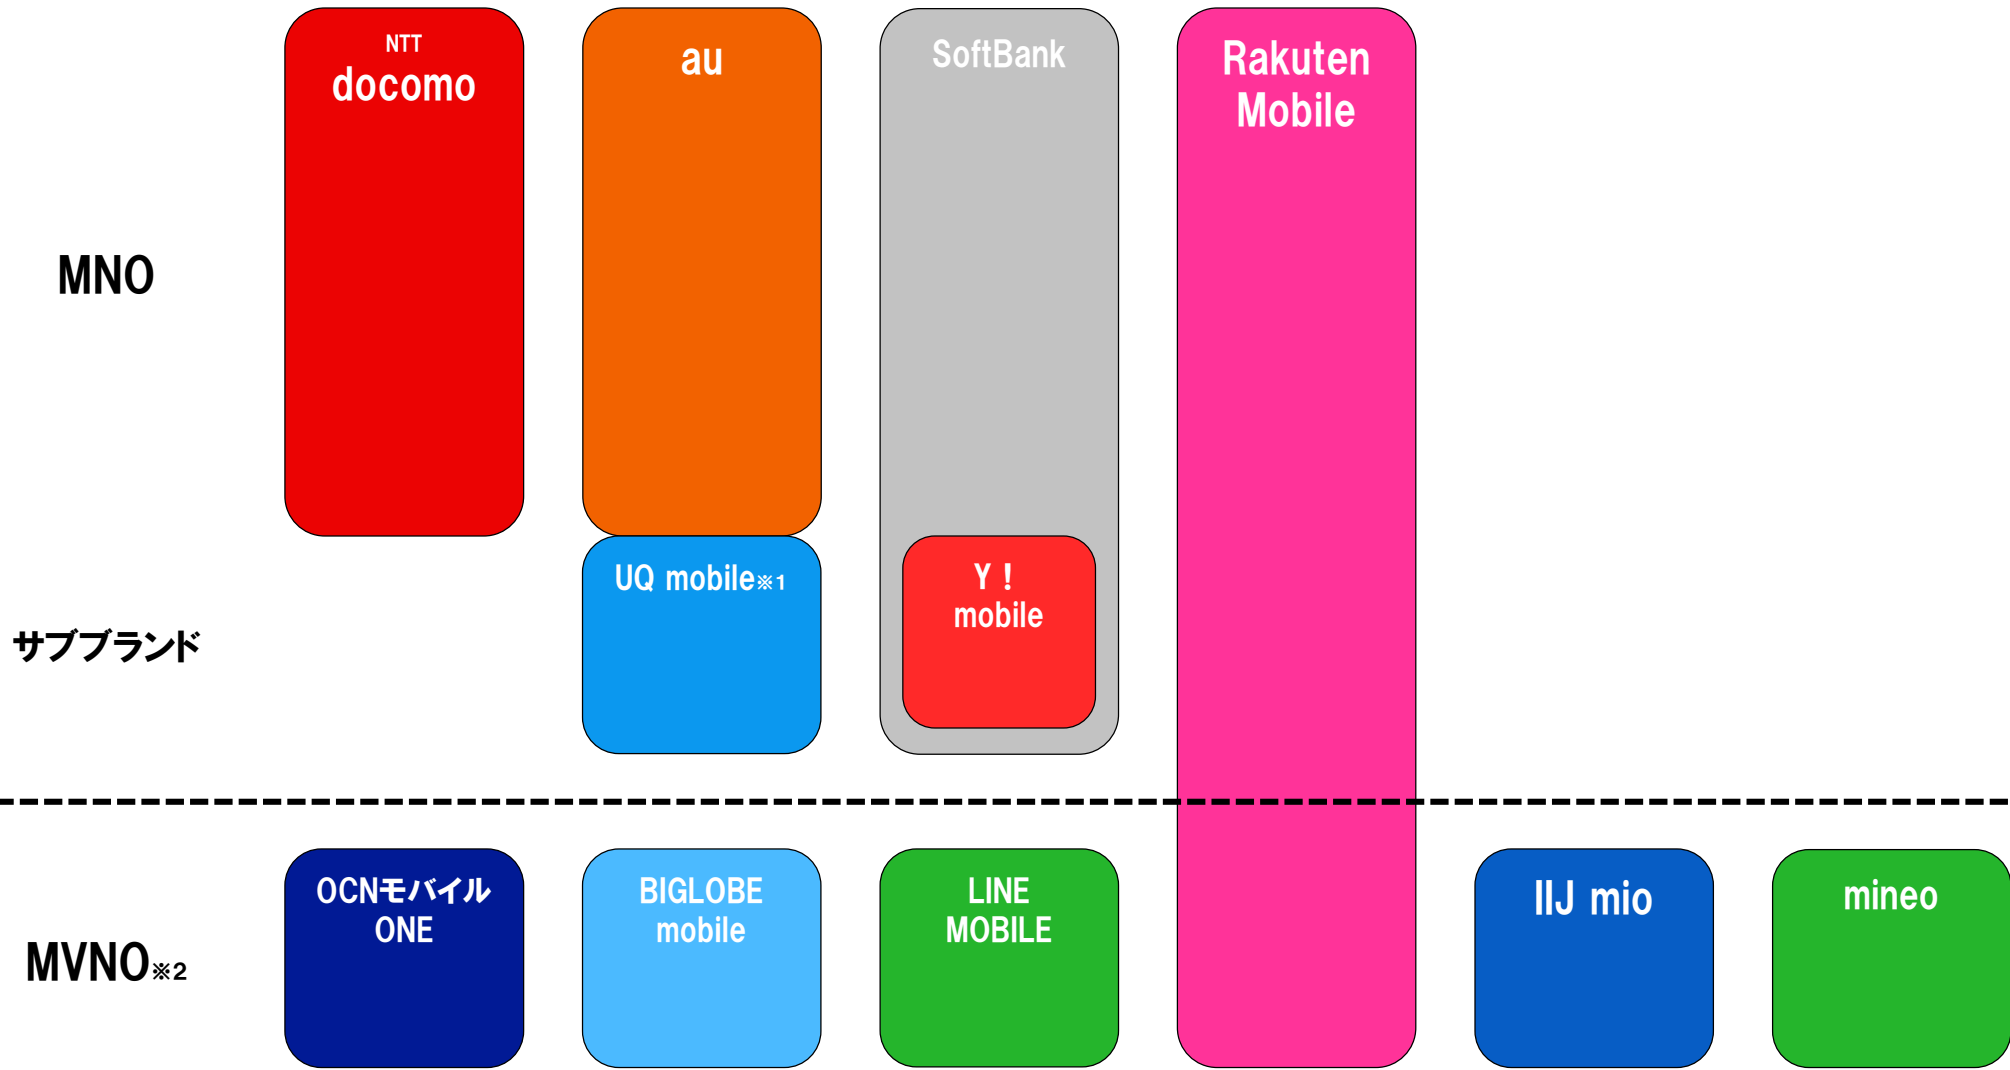 NTT
docomo
au
SoftBank
Rakuten
Mobile
MNO
UQ mobile※1
Y!
mobile
サブブランド
OCNモバイル
ONE
BIGLOBE
mobile
LINE
MOBILE
IIJ mio
mineo
MVNO※2